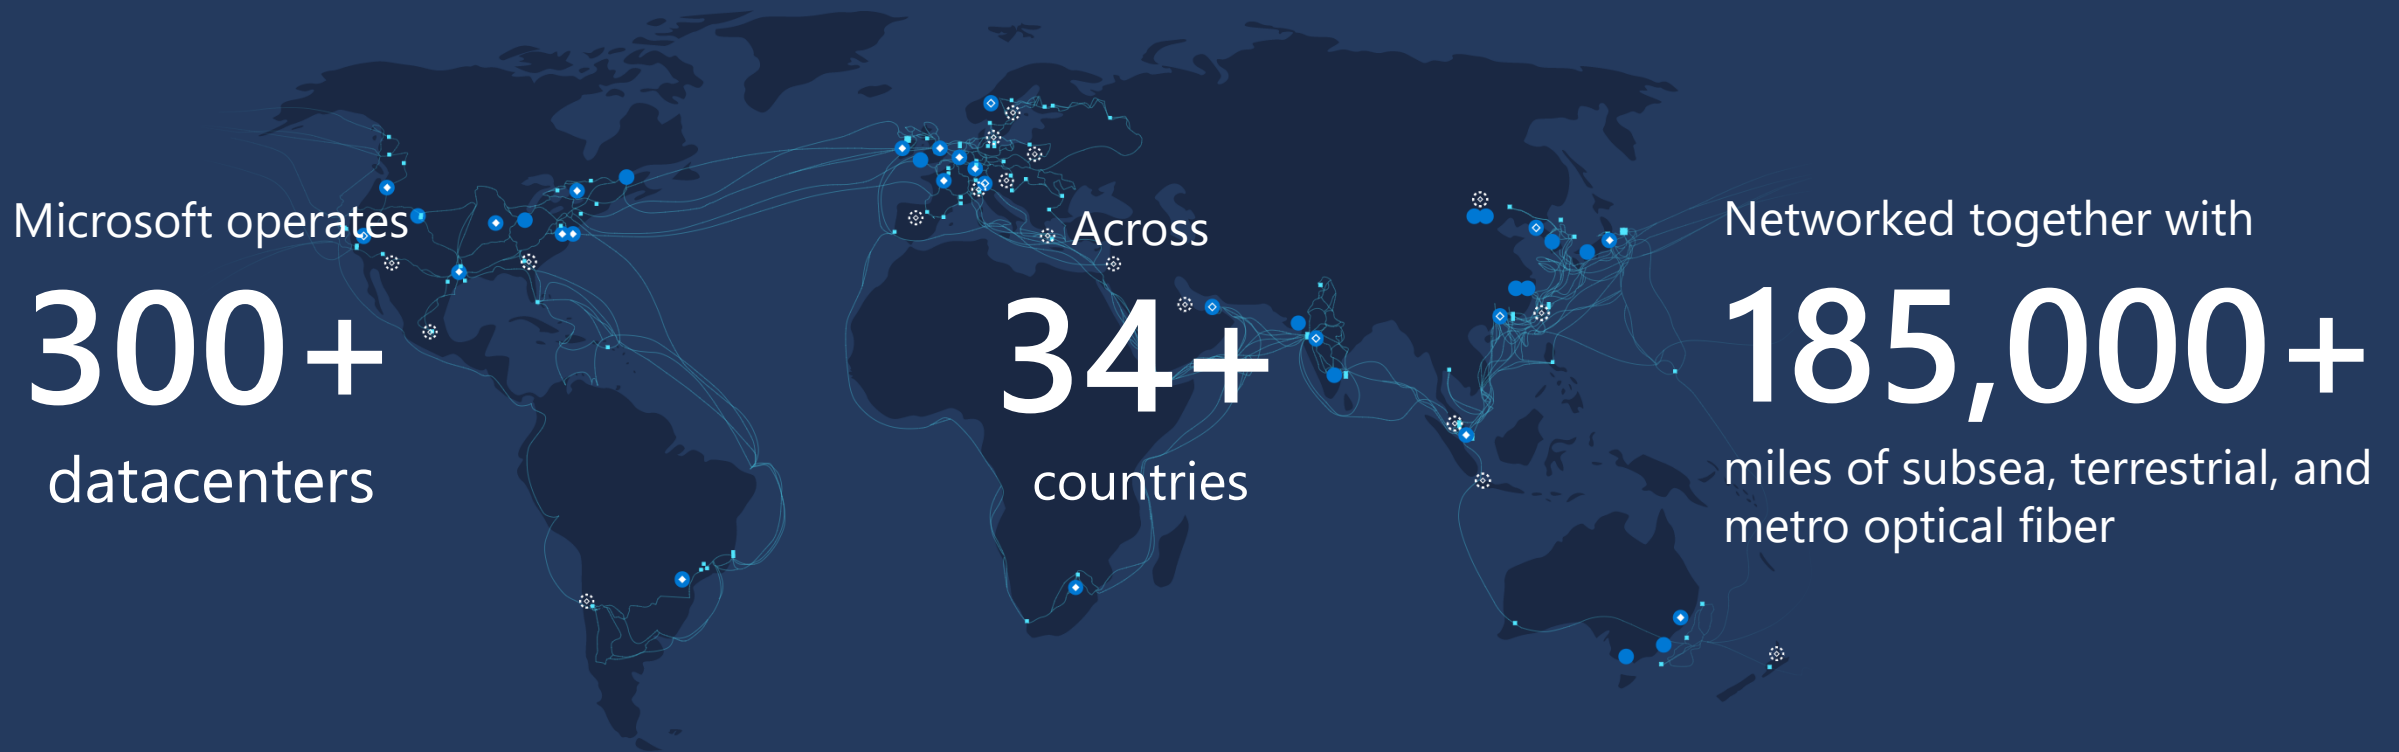 Microsoft operates
300+
datacenters
Across
34+
countries
Networked together with
185,000+
miles of subsea, terrestrial, and
metro optical fiber